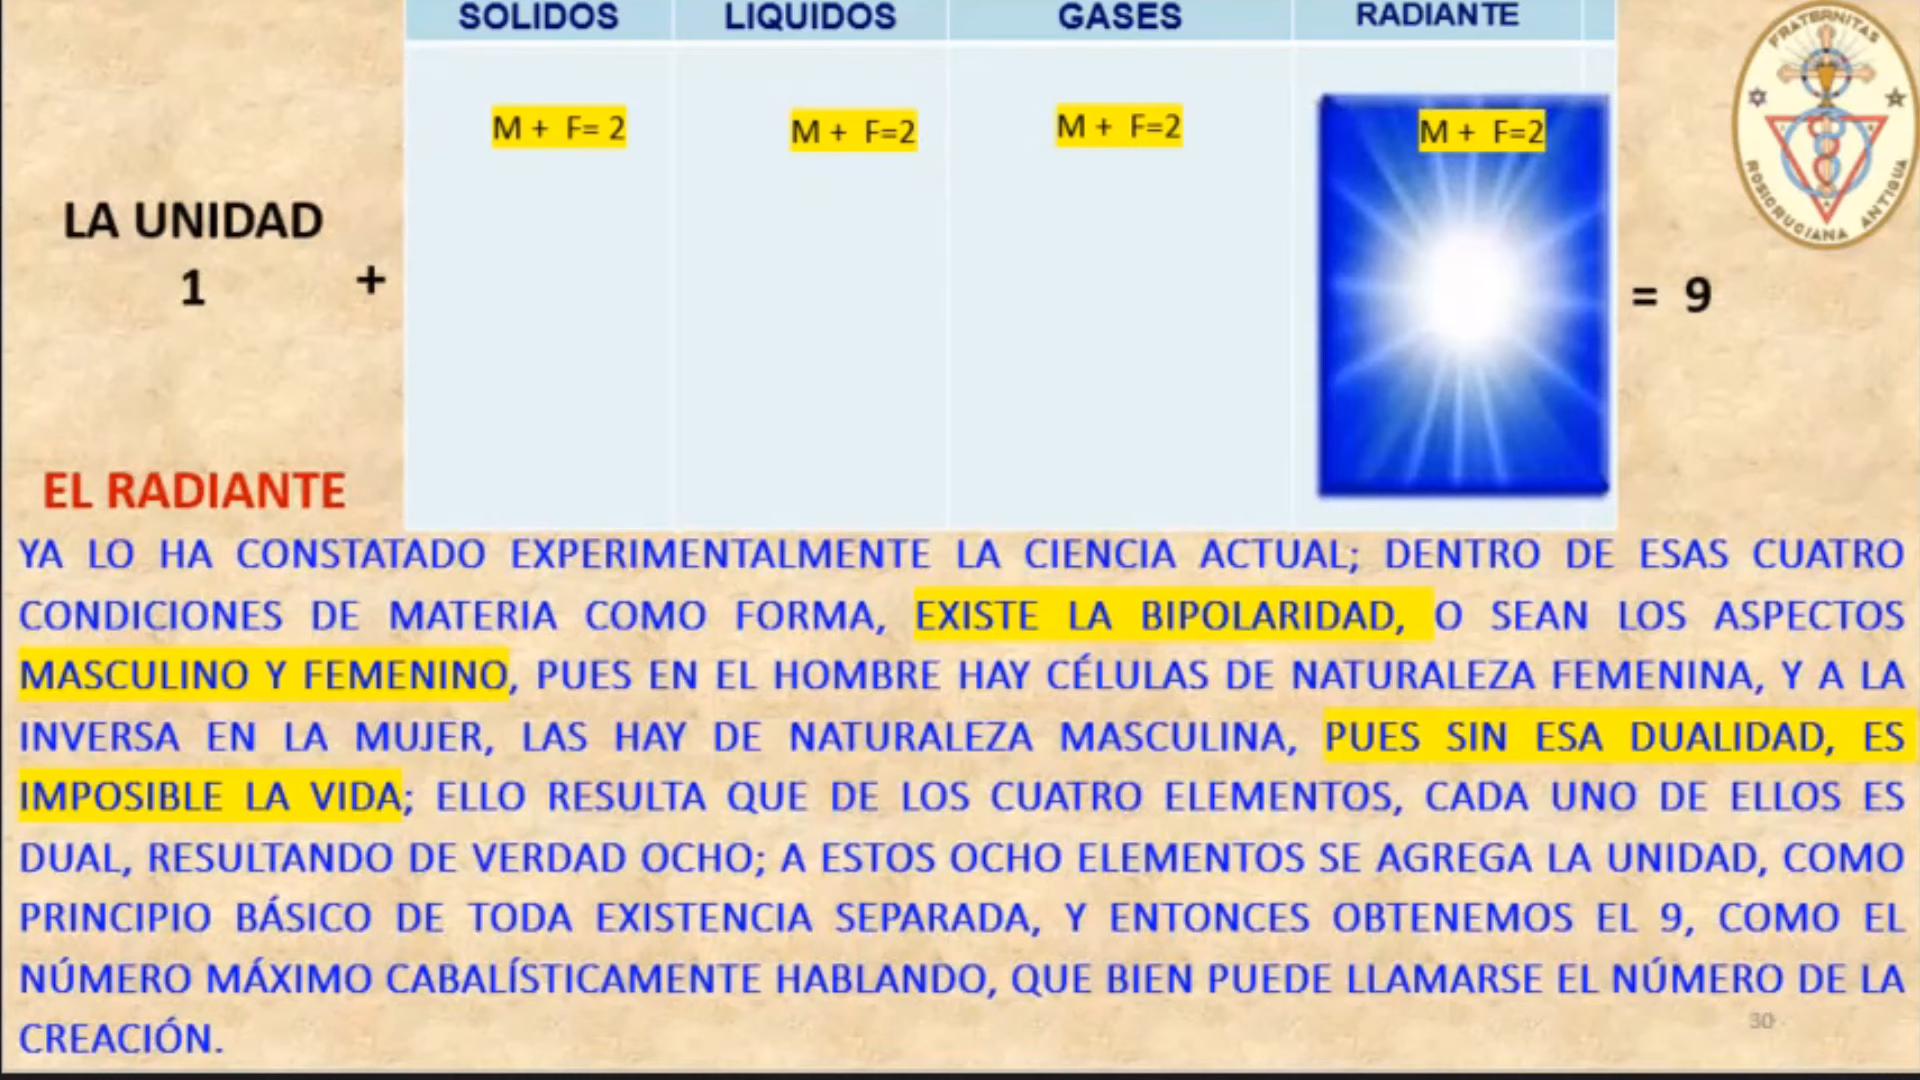 SOLIDOS LIQUIDOS GASES RADIANTE
M + F= 2 M + F=2 M + F=2 M + F=2
FRATERNITAS
ROSICRUCIANA ANTIQUA
LA UNIDAD
1 + = 9
EL RADIANTE
YA LO HA CONSTATADO EXPERIMENTALMENTE LA CIENCIA ACTUAL; DENTRO DE ESAS CUATRO
CONDICIONES DE MATERIA COMO FORMA, EXISTE LA BIPOLARIDAD, O SEAN LOS ASPECTOS
MASCULINO Y FEMENINO, PUES EN EL HOMBRE HAY CÉLULAS DE NATURALEZA FEMENINA, Y A LA
INVERSA EN LA MUJER, LAS HAY DE NATURALEZA MASCULINA, PUES SIN ESA DUALIDAD, ES
IMPOSIBLE LA VIDA; ELLO RESULTA QUE DE LOS CUATRO ELEMENTOS, CADA UNO DE ELLOS ES
DUAL, RESULTANDO DE VERDAD OCHO; A ESTOS OCHO ELEMENTOS SE AGREGA LA UNIDAD, COMO
PRINCIPIO BÁSICO DE TODA EXISTENCIA SEPARADA, Y ENTONCES OBTENEMOS EL 9, COMO EL
NÚMERO MÁXIMO CABALÍSTICAMENTE HABLANDO, QUE BIEN PUEDE LLAMARSE EL NÚMERO DE LA
CREACIÓN.
30